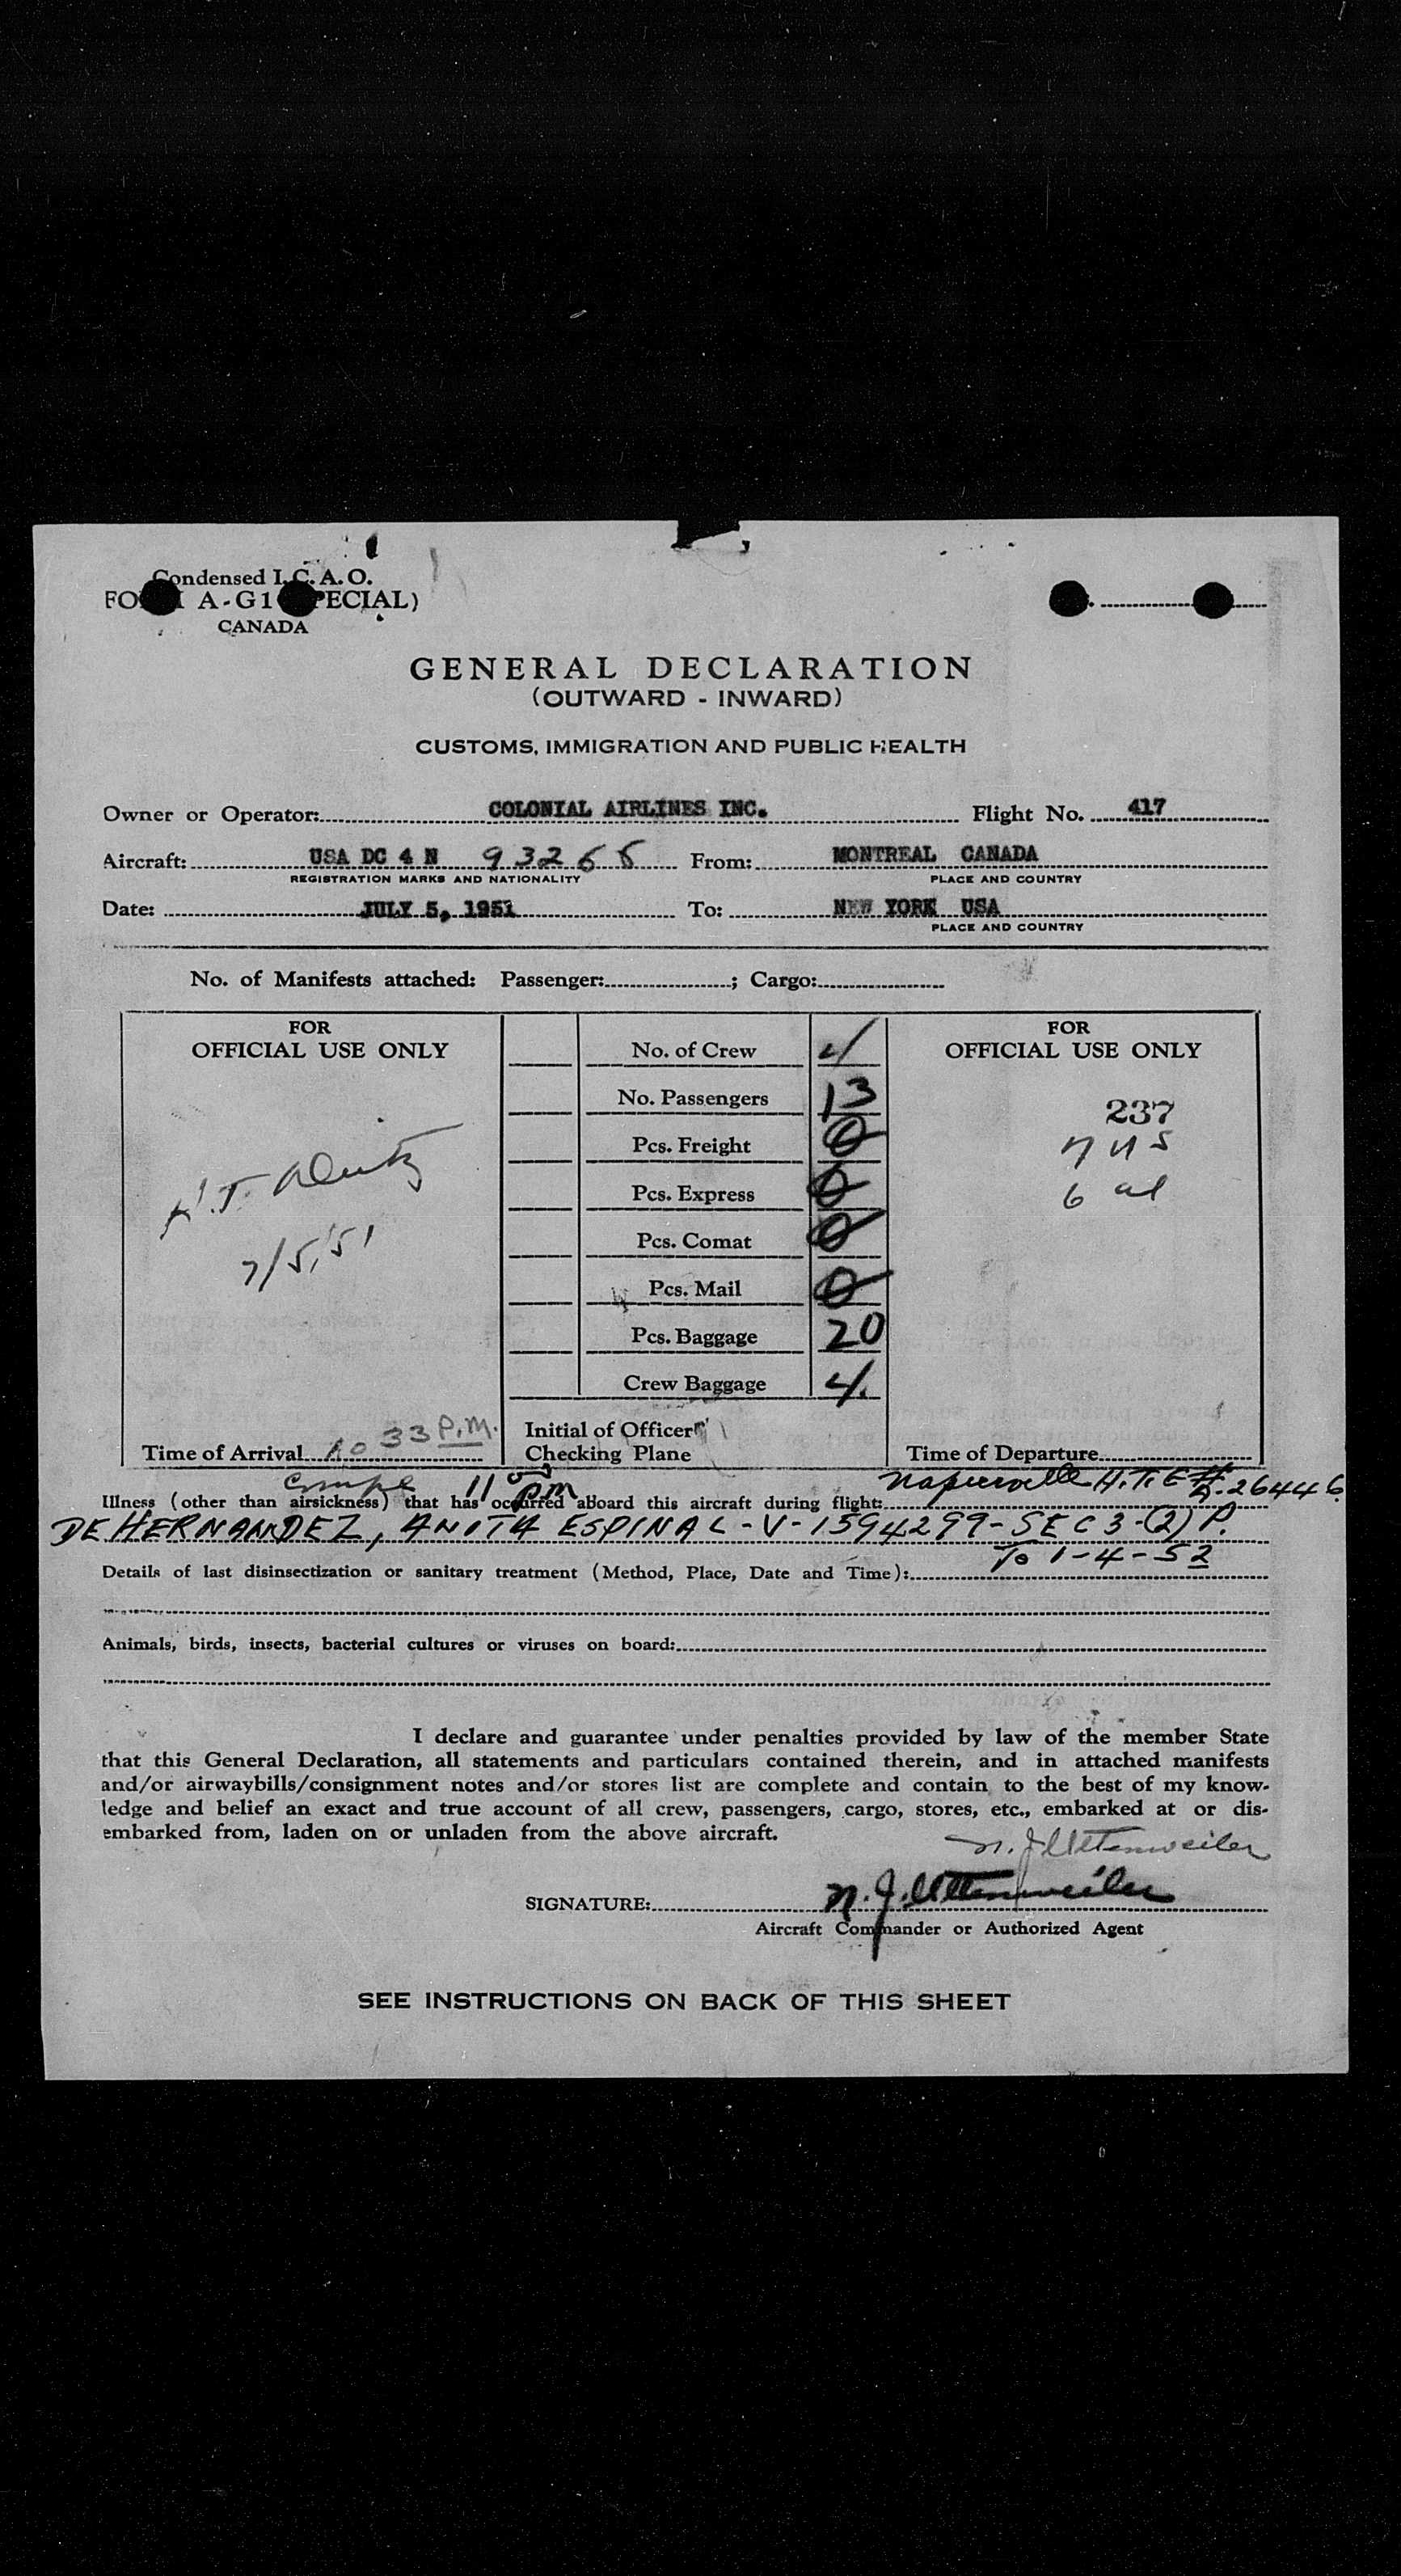 Condensed I.C.A.O.
A-G1
CANADA
GENERAL DECLARATION
(OUTWARD - INWARD)
CUSTOMS, IMMIGRATION AND PUBLIC HEALTH
Owner or Operator: COLONIAL AIRLINES INC. Flight No. 417
Aircraft: USA DC 4 N From: MONTREAL CANADA
REGISTRATION MARKS AND NATIONALITY PLACE AND COUNTRY
Date: JULY 5, 1951 To: NEW YORK USA
PLACE AND COUNTRY
No. of Manifests attached: Passenger: ; Cargo:
FOR FOR
OFFICIAL USE ONLY No. of Crew 4 OFFICIAL USE ONLY
No. Passengers 13 237
Pcs. Freight 0 7 US
Pcs. Express 0 6 al
H.T.
Pcs. Comat 0
7/5/51
Pcs. Mail 0
Pcs. Baggage 20
Crew Baggage 4.
Initial of Officer
Time of Arrival 10 33 P.M. Checking Plane Time of Departure
11 pm Napierville H.T.E. 26446
Illness (other than airsickness) that has occurred aboard this aircraft during flight:
DE HERNANDEZ, ANITA ESPINAL-V-1594299-SEC 3-(2) P.
To 1-4-52
Details of last disinsectization or sanitary treatment (Method, Place, Date and Time):
Animals, birds, insects, bacterial cultures or viruses on board:
I declare and guarantee under penalties provided by law of the member State
that this General Declaration, all statements and particulars contained therein, and in attached manifests
and/or airwaybills/consignment notes and/or stores list are complete and contain to the best of my know-
ledge and belief an exact and true account of all crew, passengers, cargo, stores, etc., embarked at or dis-
embarked from, laden on or unladen from the above aircraft.
N. J. Uttenweiler
SIGNATURE: N. J. Uttenweiler
Aircraft Commander or Authorized Agent
SEE INSTRUCTIONS ON BACK OF THIS SHEET